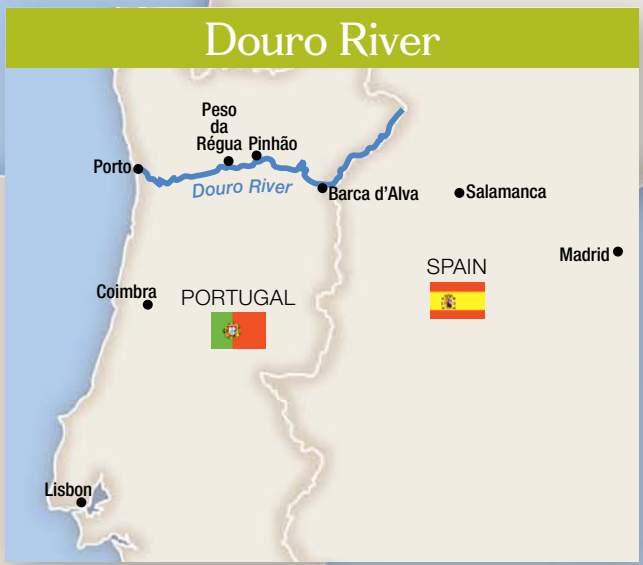 Douro River
Peso
da
Régua
Pinhão
Porto
Douro River
Barca d'Alva
Salamanca
Madrid
SPAIN
Coimbra
PORTUGAL
Lisbon